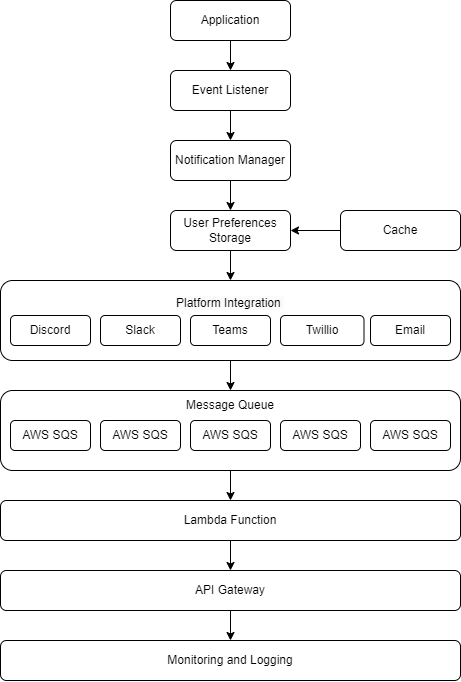 Application
Event Listener
Notification Manager
User Preferences
Storage
Cache
Platform Integration
Discord
Slack
Teams
Twillio
Email
Message Queue
AWS SQS
AWS SQS
AWS SQS
AWS SQS
AWS SQS
Lambda Function
API Gateway
Monitoring and Logging